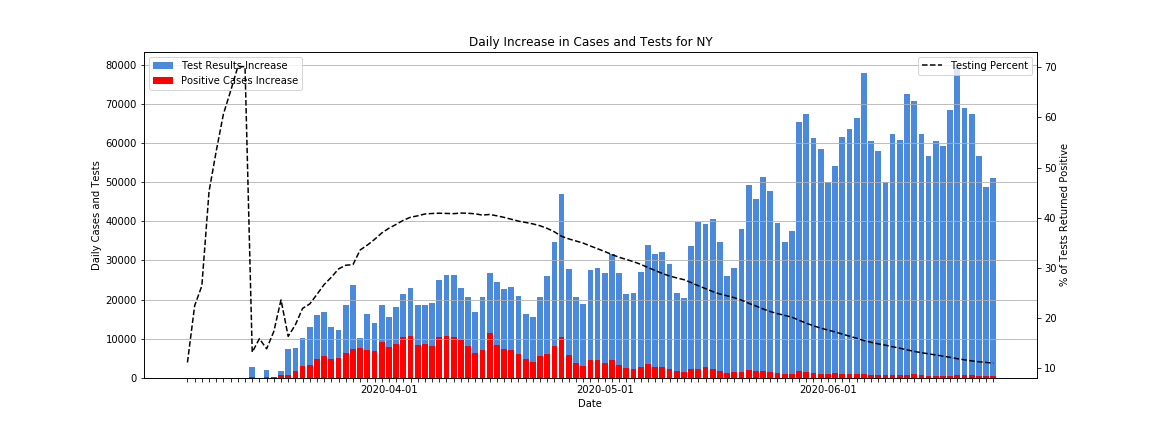 Daily Increase in Cases and Tests for NY
Test Results Increase
Positive Cases Increase
Testing Percent
80000
70000
60000
50000
40000
30000
20000
10000
0
Daily Cases and Tests
70
60
50
40
30
20
10
% of Tests Returned Positive
2020-04-01
2020-05-01
2020-06-01
Date